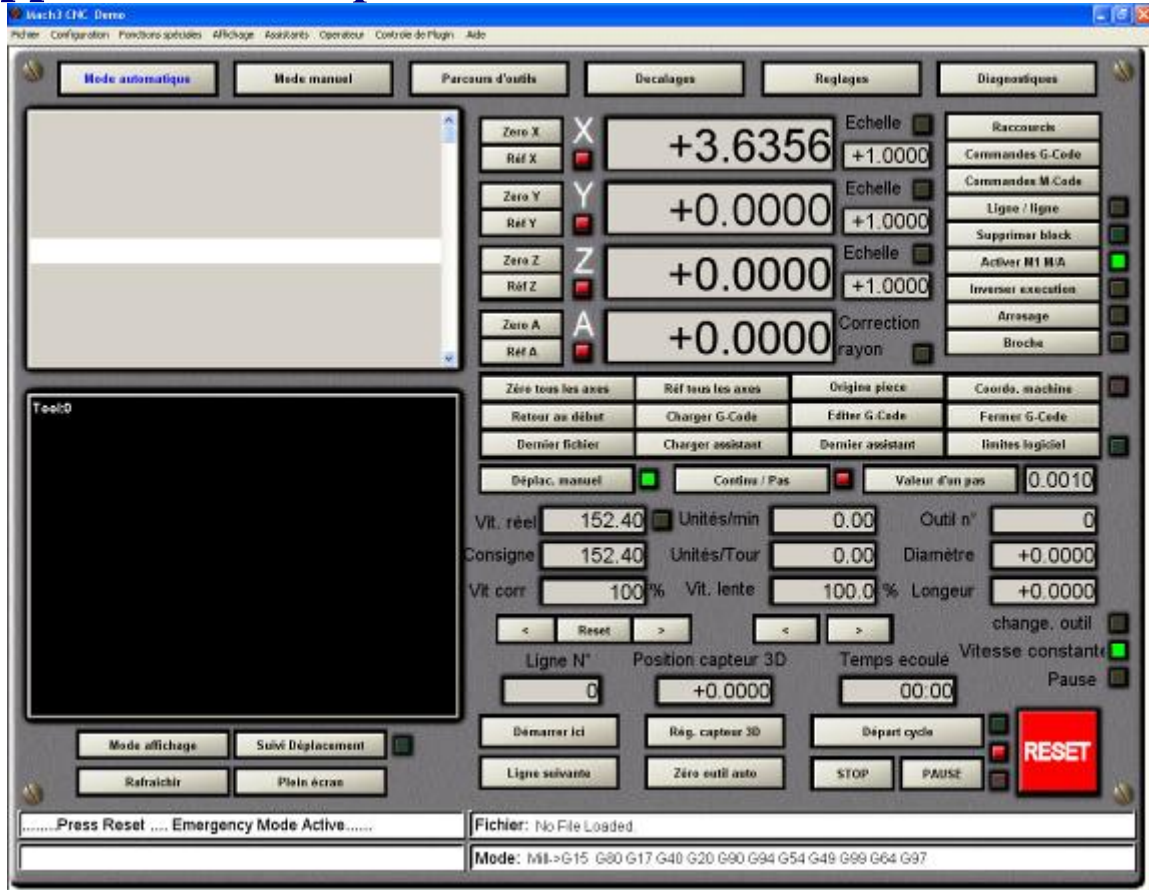 Mach3 CNC Demo
Fichier Configuration Fonctions spéciales Affichage Assistants Operateur Controle de Plugin Aide
Mode automatique Mode manuel Parcours d'outils Decalages Reglages Diagnostiques
Zero X X +3.6356 Echelle Raccourcis
Réf X +1.0000 Commandes G-Code
Commandes M-Code
Zero Y Y +0.0000 Echelle Ligne / ligne
Réf Y +1.0000 Supprimer block
Zero Z Z +0.0000 Echelle Activer M1 M/A
Réf Z +1.0000 Inverser execution
Zero A A +0.0000 Correction Arrosage
Réf A rayon Broche
Tool:0
Zéro tous les axes Réf tous les axes Origine piece Coordo. machine
Retour au début Charger G-Code Editer G-Code Fermer G-Code
Dernier fichier Charger assistant Dernier assistant limites logiciel
Déplac. manuel Continu / Pas Valeur d'un pas 0.0010
Vit. réel 152.40 Unités/min 0.00 Outil n° 0
Consigne 152.40 Unités/Tour 0.00 Diamètre +0.0000
Vit corr 100 % Vit. lente 100.0 % Longeur +0.0000
< Reset > < > change. outil
Ligne N° Position capteur 3D Temps ecoulé Vitesse constante
0 +0.0000 00:00 Pause
Démarrer ici Rég. capteur 3D Départ cycle RESET
Mode affichage Suivi Déplacement
Ligne suivante Zéro outil auto STOP PAUSE
Rafraichir Plein écran
........Press Reset .... Emergency Mode Active...... Fichier: No File Loaded.
Mode: Mill->G15 G80 G17 G40 G20 G90 G94 G54 G49 G99 G64 G97